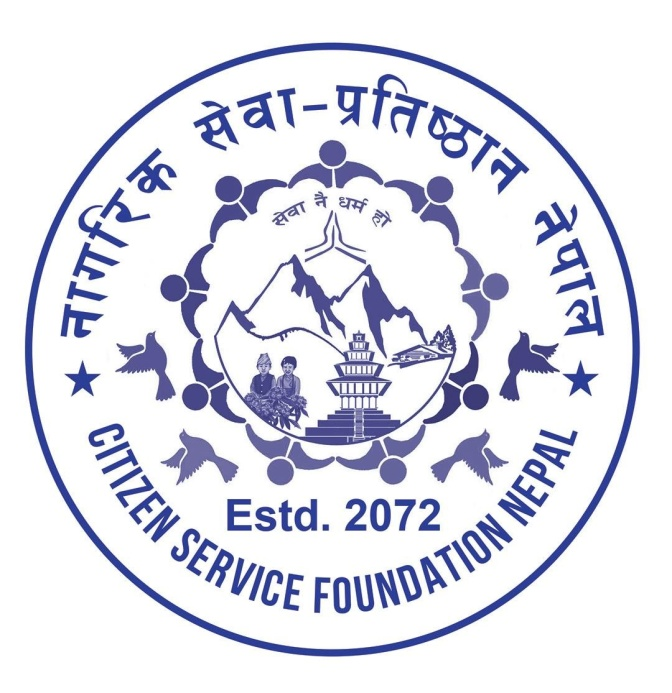 नागरिक सेवा-प्रतिष्ठान नेपाल
सेवा नै धर्म हो
Estd. 2072
CITIZEN SERVICE FOUNDATION NEPAL